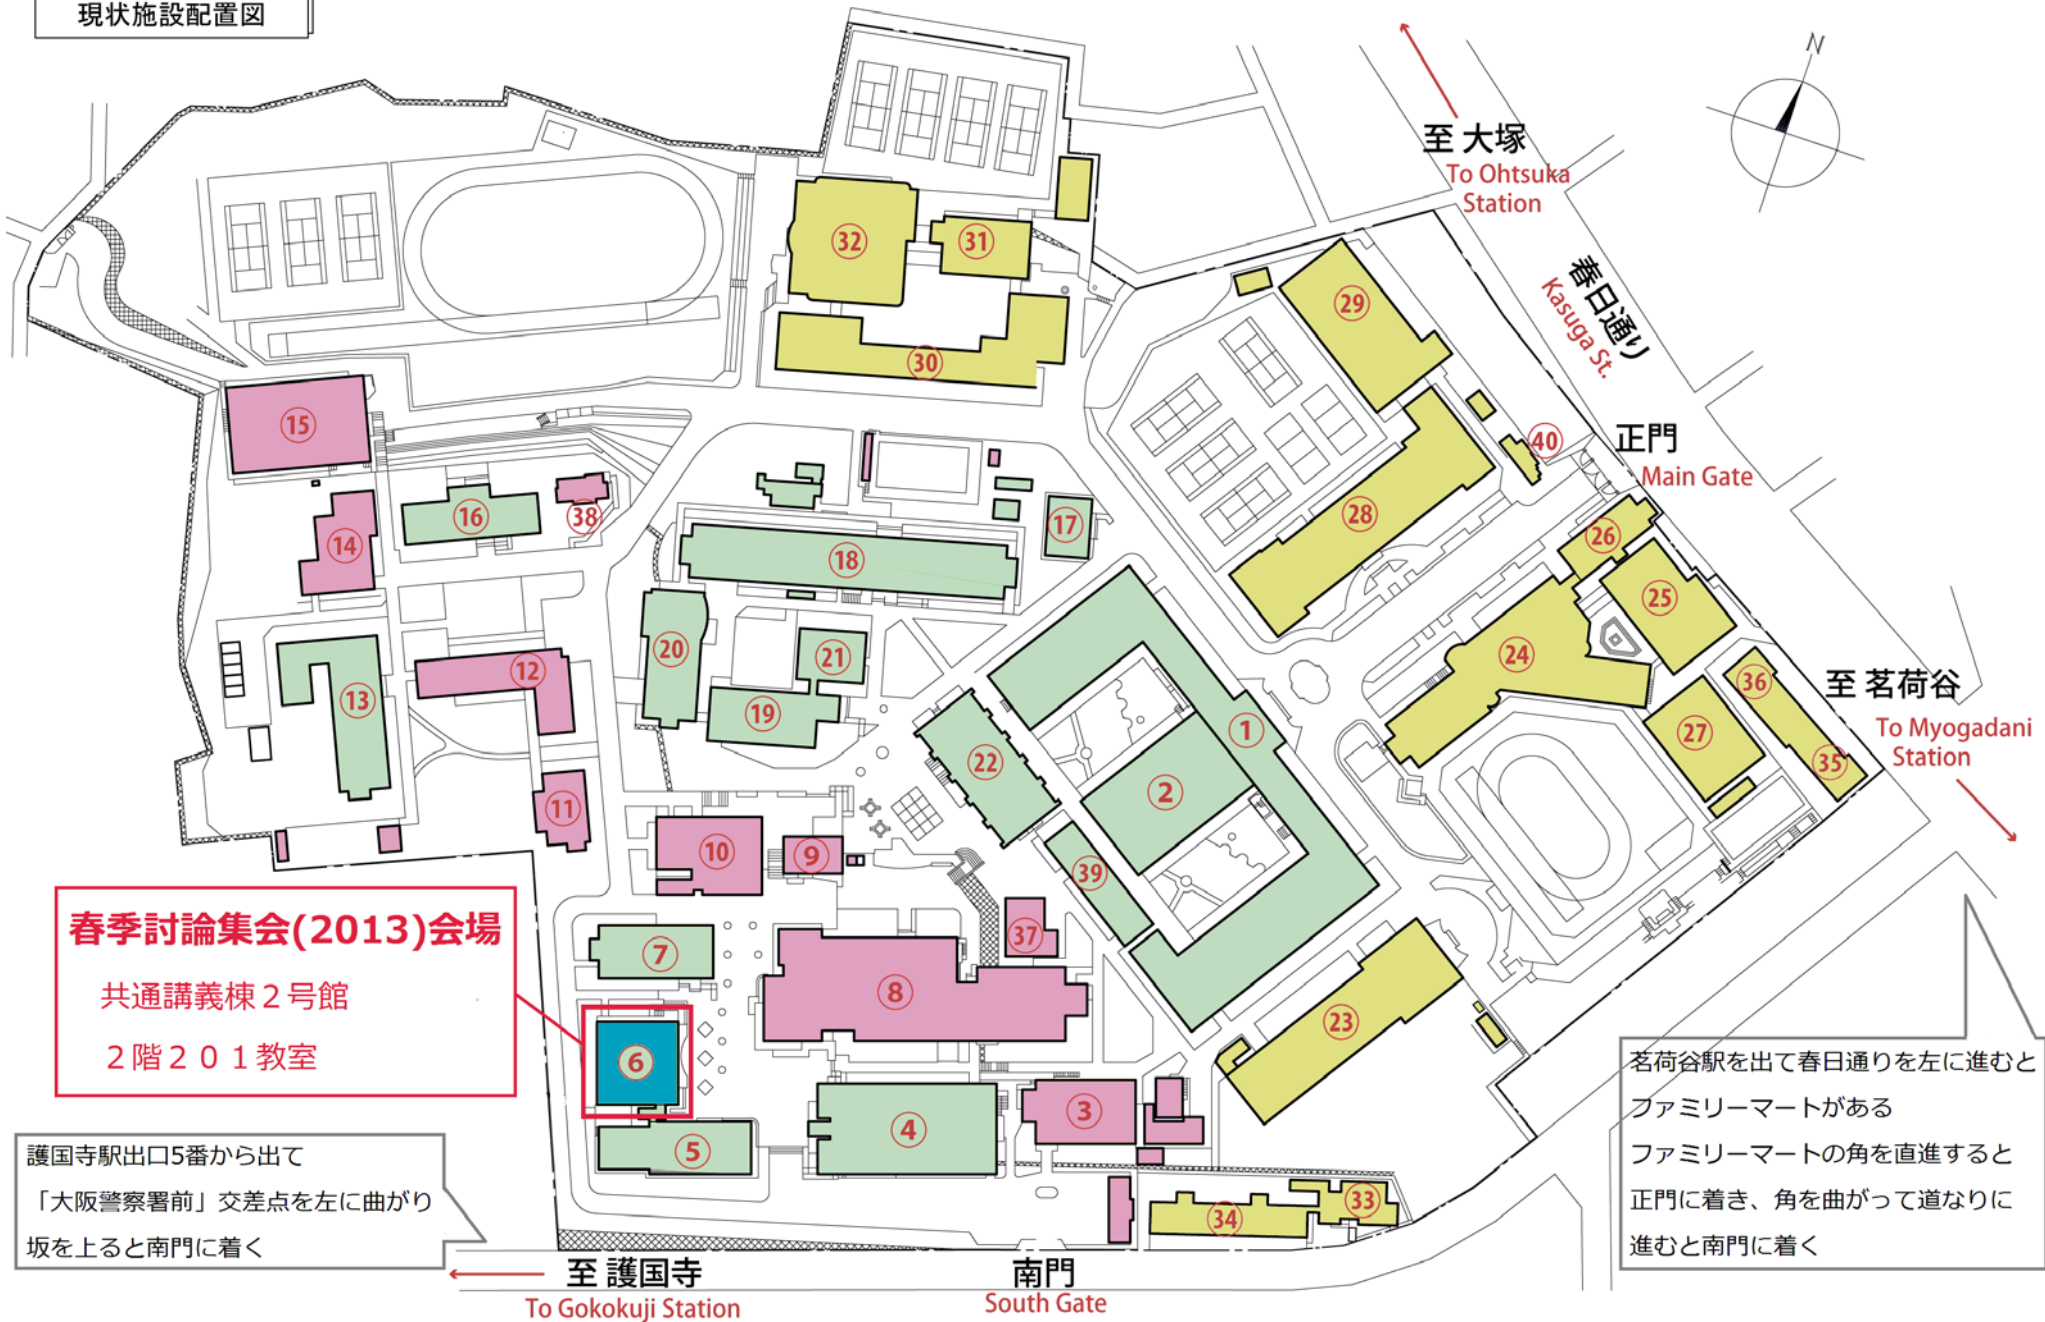 現状施設配置図
N
至 大塚
To Ohtsuka
Station
春日通り
Kasuga St.
正門
Main Gate
至 茗荷谷
To Myogadani
Station
32
31
30
29
40
28
26
25
24
36
27
35
15
16
38
14
18
17
20
21
19
13
12
11
22
1
2
39
10
9
37
7
8
23
6
5
4
3
34
33
春季討論集会(2013)会場
共通講義棟２号館
２階２０１教室
護国寺駅出口5番から出て
「大阪警察署前」交差点を左に曲がり
坂を上ると南門に着く
茗荷谷駅を出て春日通りを左に進むと
ファミリーマートがある
ファミリーマートの角を直進すると
正門に着き、角を曲がって道なりに
進むと南門に着く
至 護国寺
To Gokokuji Station
南門
South Gate